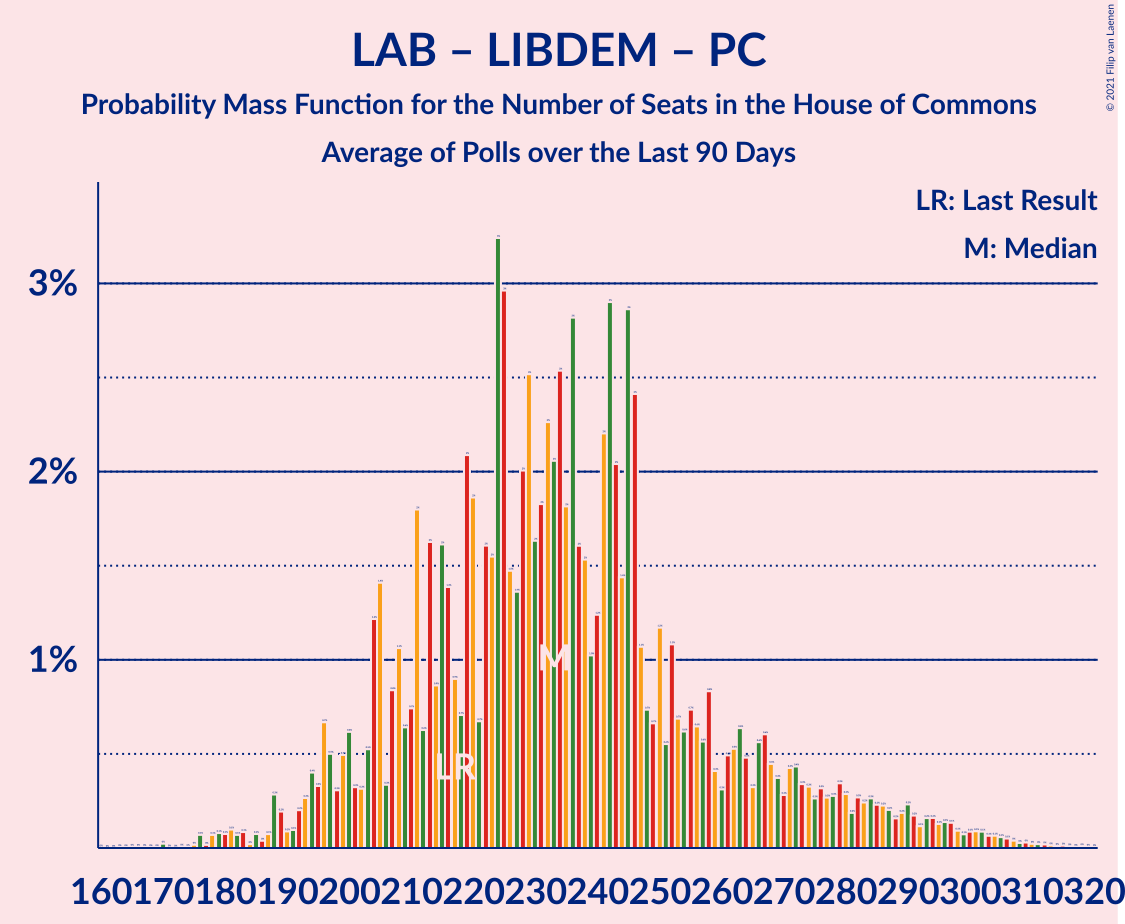 LAB – LIBDEM – PC
Probability Mass Function for the Number of Seats in the House of Commons
Average of Polls over the Last 90 Days
© 2021 Filip van Laenen
LR: Last Result
M: Median
3%
2%
1%
M
LR
160 170 180 190 200 210 220 230 240 250 260 270 280 290 300 310 320